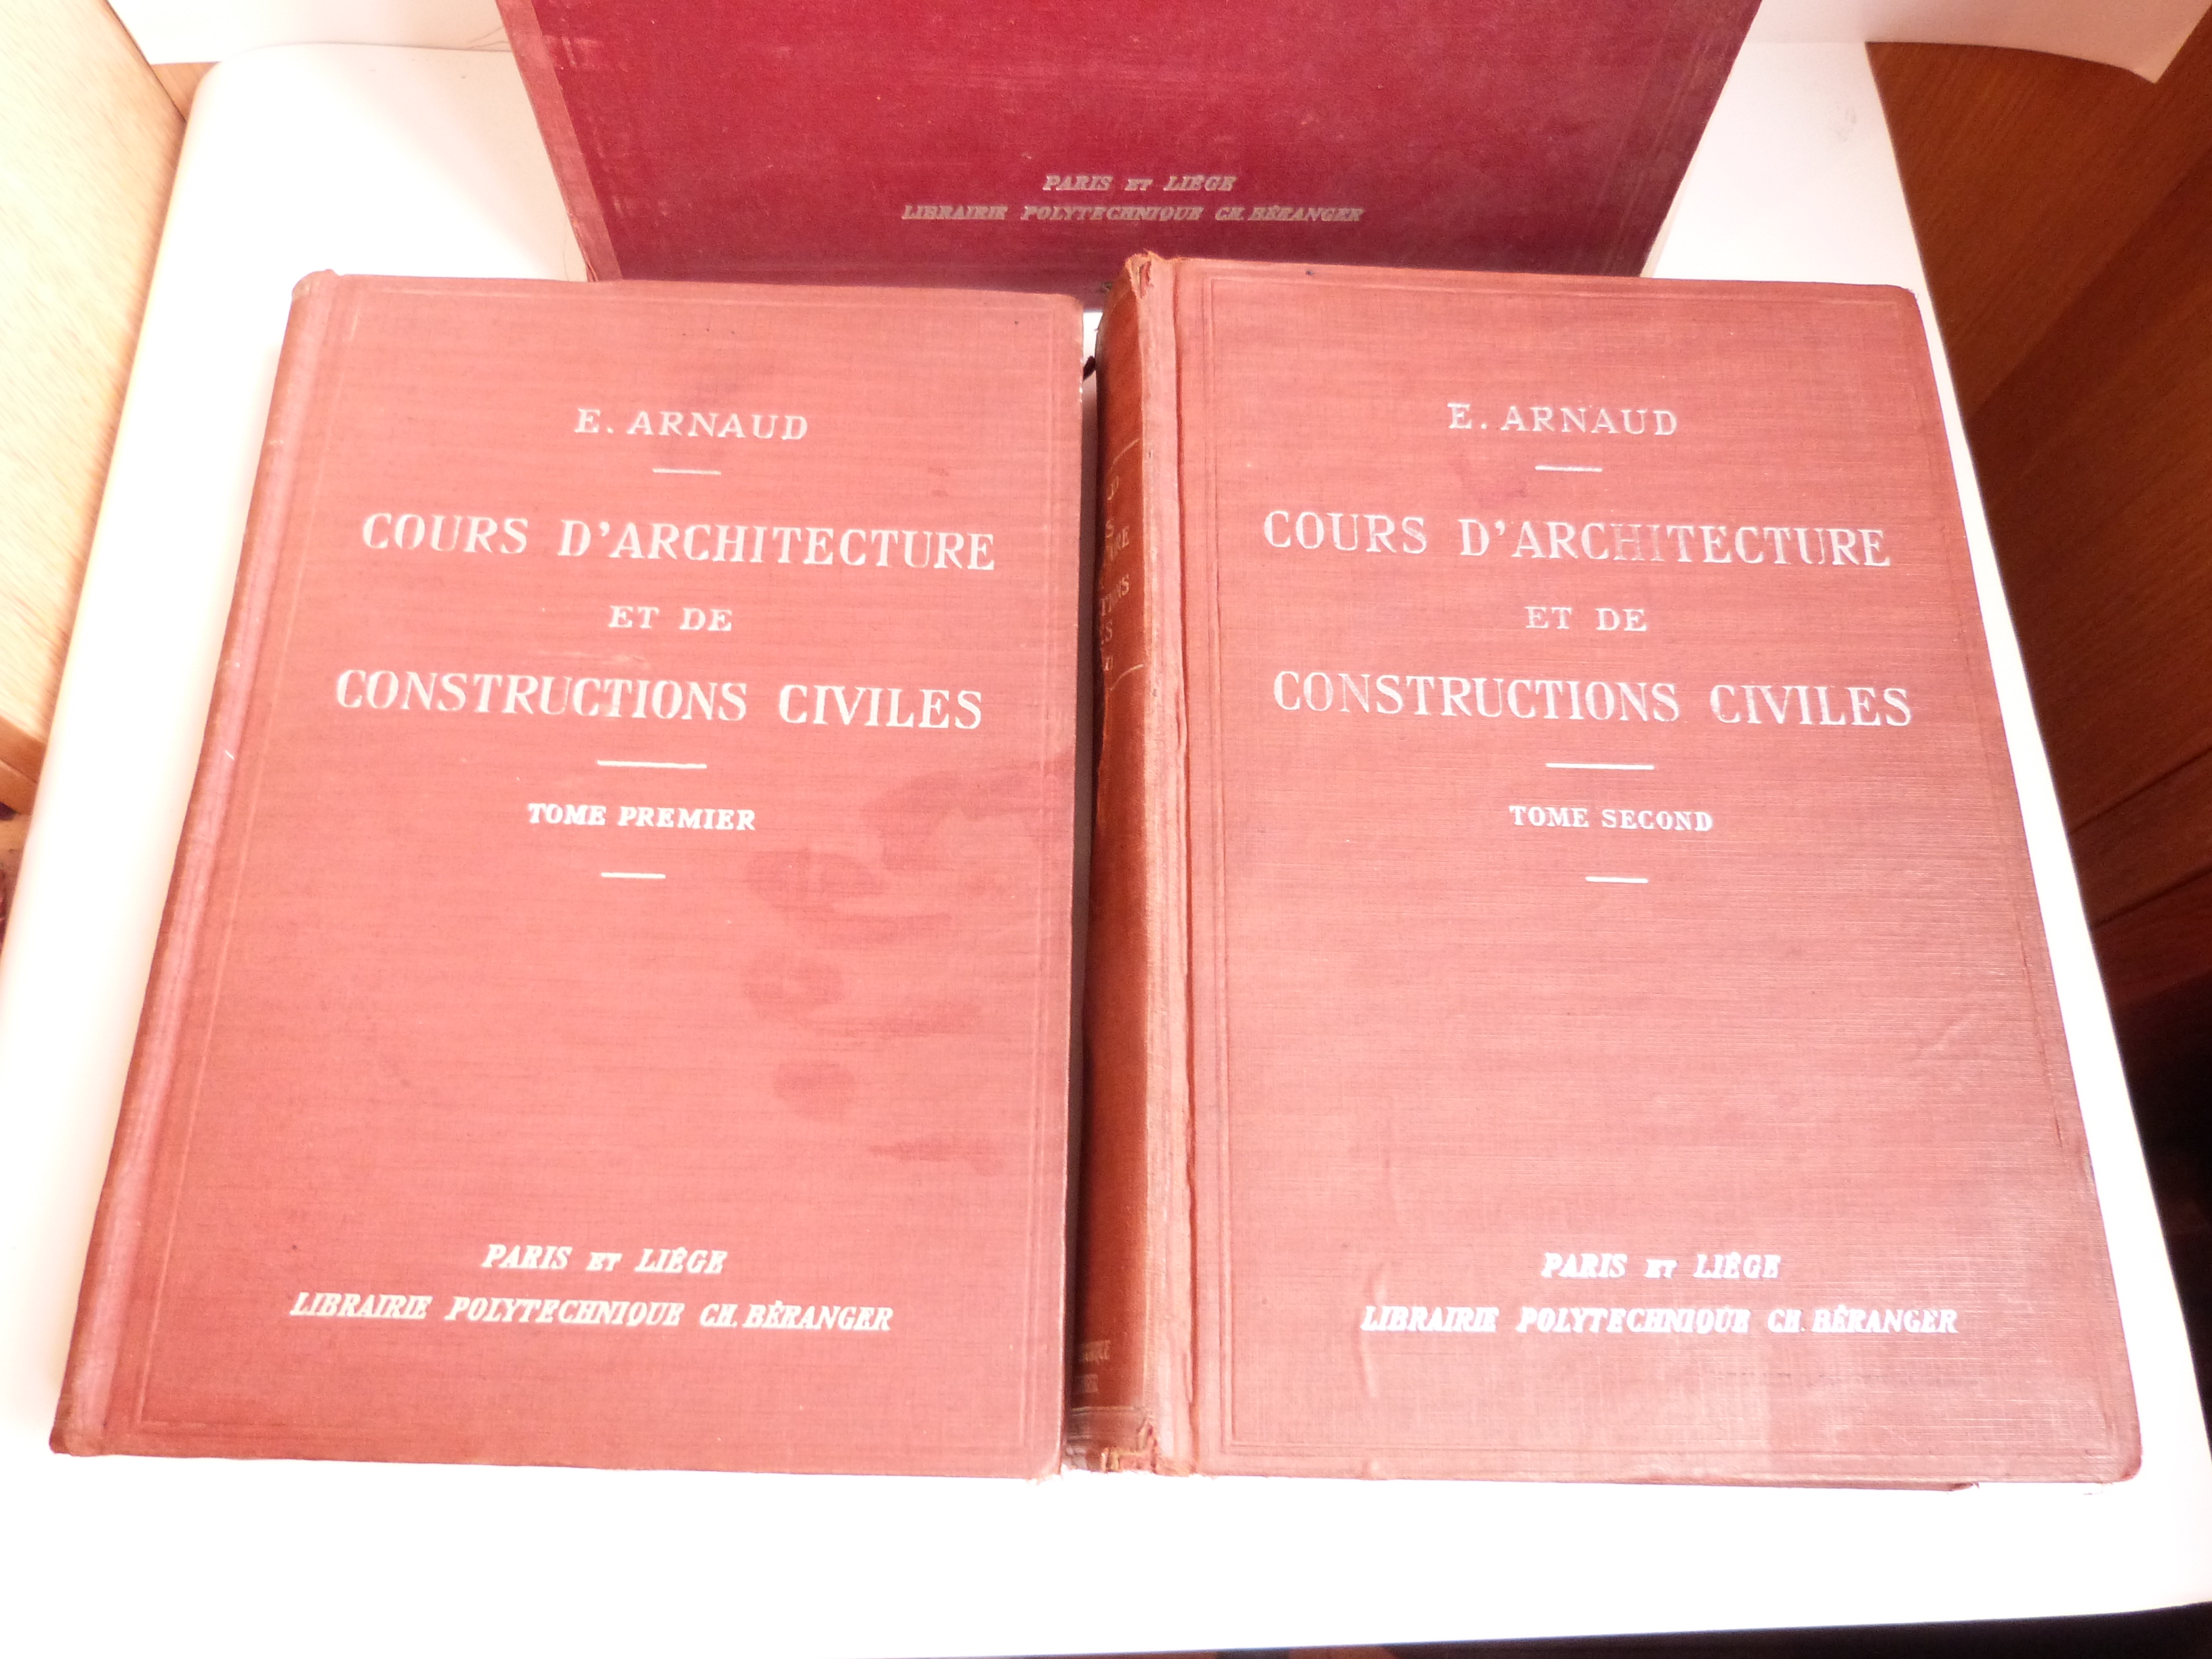 PARIS ET LIÈGE
LIBRAIRIE POLYTECHNIQUE CH. BÉRANGER
E. ARNAUD
COURS D'ARCHITECTURE
ET DE
CONSTRUCTIONS CIVILES
TOME PREMIER
PARIS ET LIÈGE
LIBRAIRIE POLYTECHNIQUE CH. BÉRANGER
E. ARNAUD
COURS D'ARCHITECTURE
ET DE
CONSTRUCTIONS CIVILES
TOME SECOND
PARIS ET LIÈGE
LIBRAIRIE POLYTECHNIQUE CH. BÉRANGER